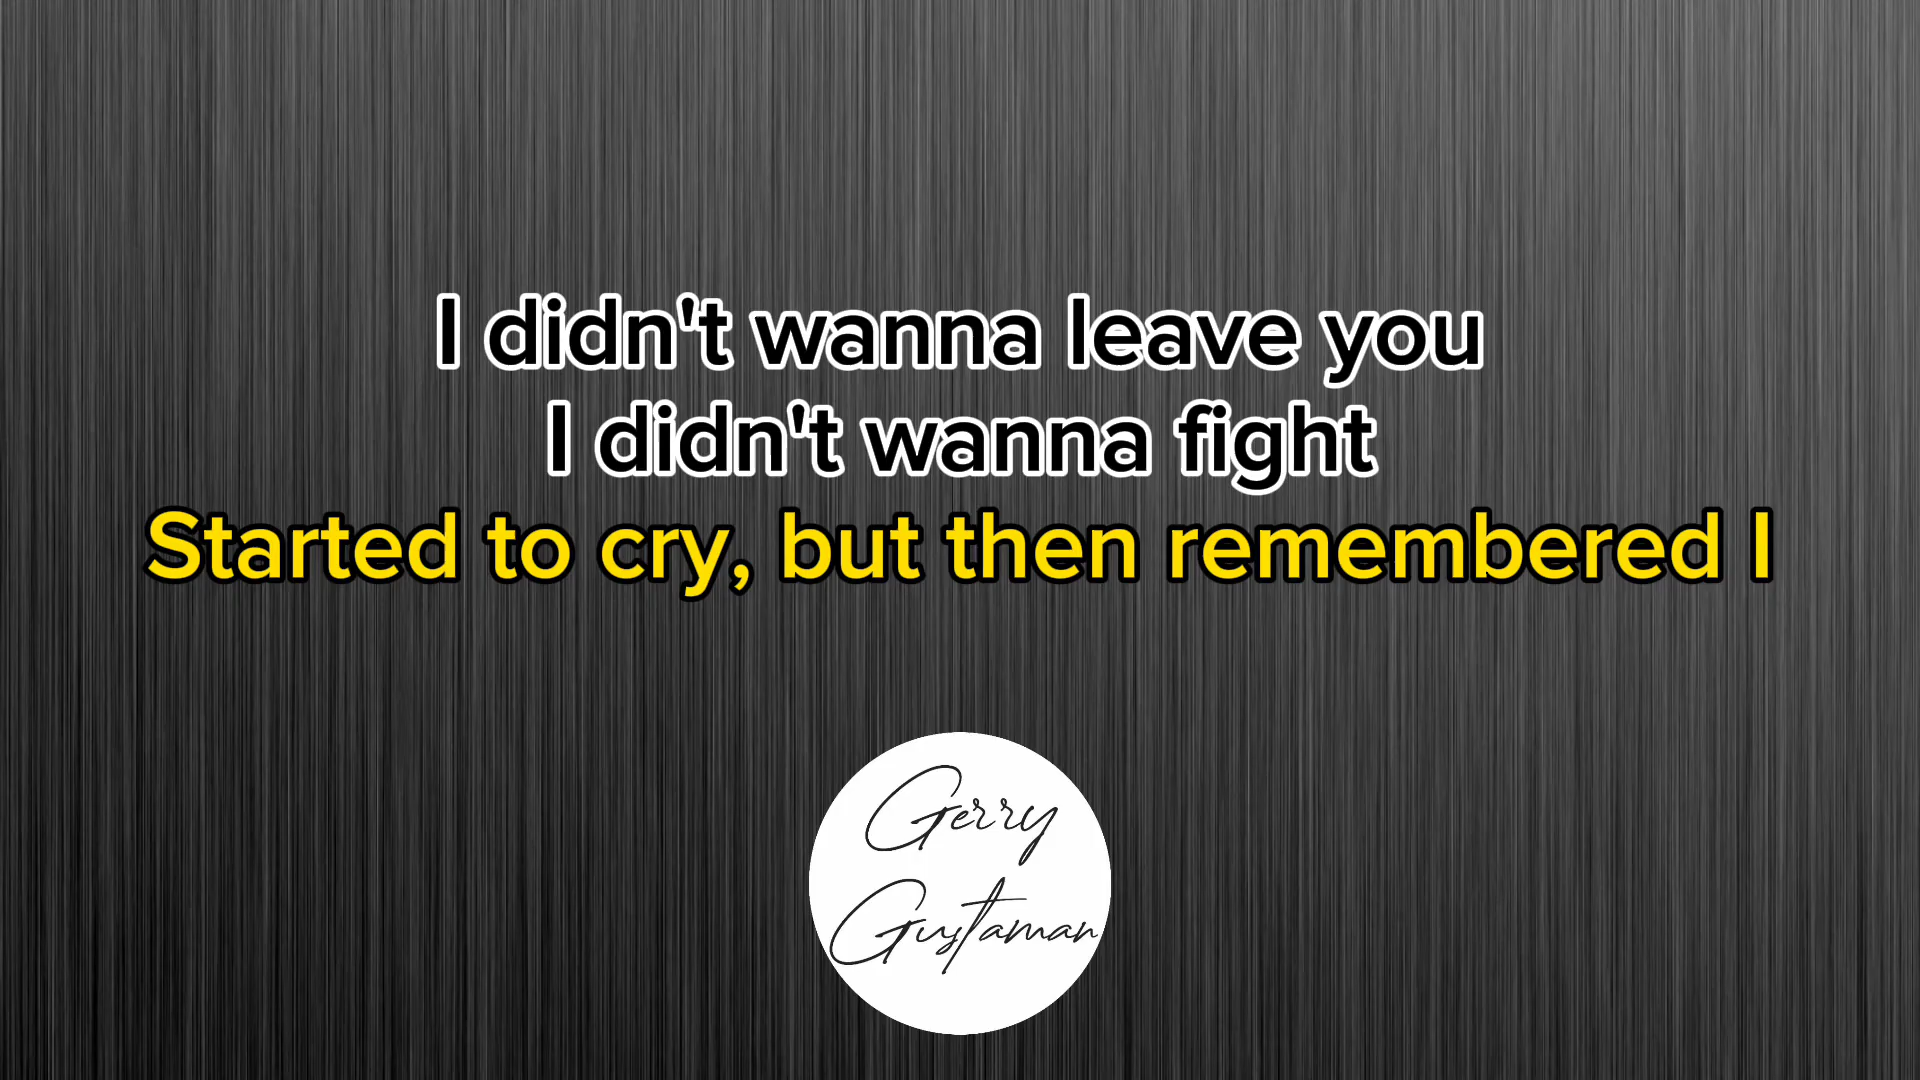 I didn't wanna leave you
I didn't wanna fight
Started to cry, but then remembered I
Gerry
Gustaman